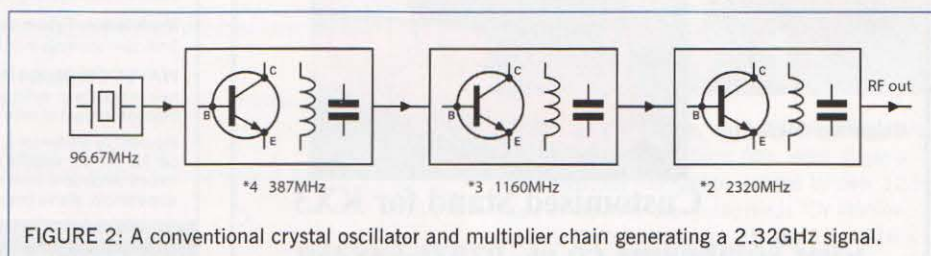 C
B
E
C
B
E
C
B
E
RF out
96.67MHz
*4 387MHz
*3 1160MHz
*2 2320MHz
FIGURE 2: A conventional crystal oscillator and multiplier chain generating a 2.32GHz signal.